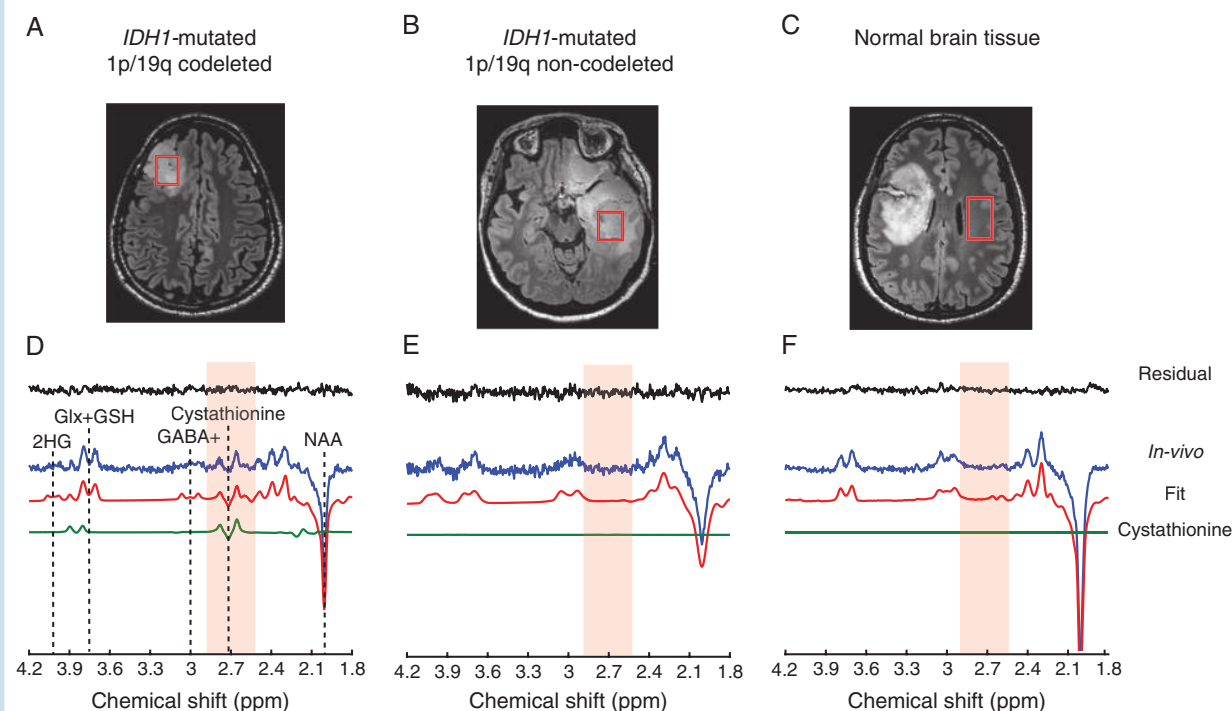 A
IDH1-mutated
1p/19q codeleted
B
IDH1-mutated
1p/19q non-codeleted
C
Normal brain tissue
D
E
F
Residual
Glx+GSH
Cystathionine
2HG
GABA+
NAA
In-vivo
Fit
Cystathionine
4.2 3.9 3.6 3.3 3 2.7 2.4 2.1 1.8
Chemical shift (ppm)
4.2 3.9 3.6 3.3 3 2.7 2.4 2.1 1.8
Chemical shift (ppm)
4.2 3.9 3.6 3.3 3 2.7 2.4 2.1 1.8
Chemical shift (ppm)